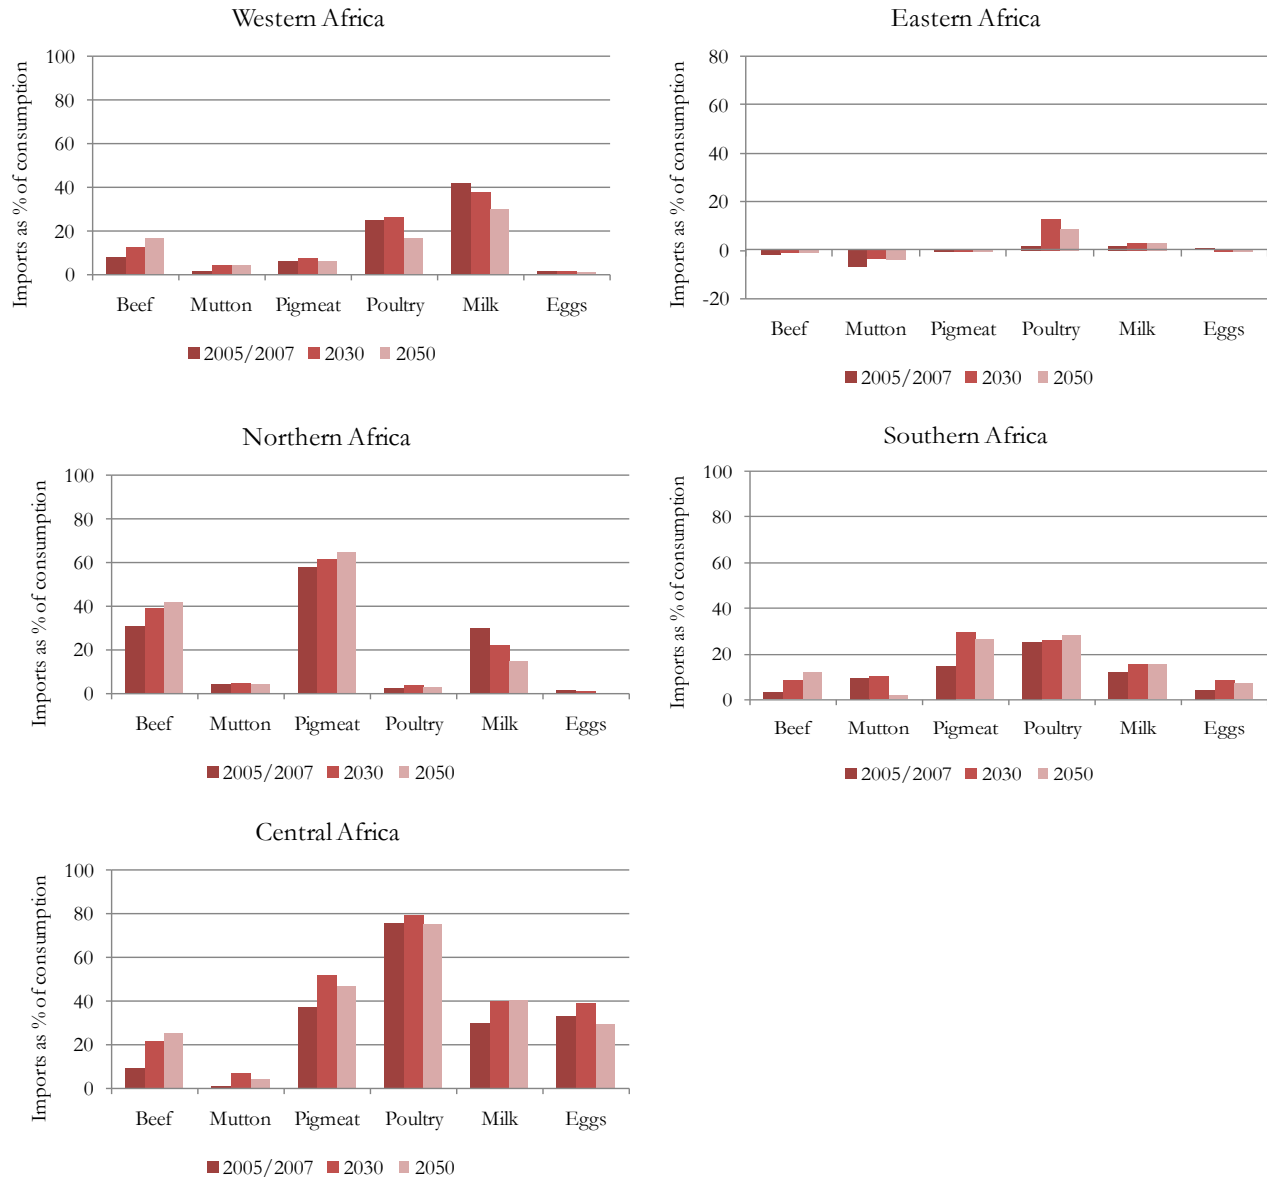 Western Africa
Imports as % of consumption
100
80
60
40
20
0
Beef Mutton Pigmeat Poultry Milk Eggs
2005/2007 2030 2050
Eastern Africa
Imports as % of consumption
80
60
40
20
0
-20
Beef Mutton Pigmeat Poultry Milk Eggs
2005/2007 2030 2050
Northern Africa
Imports as % of consumption
100
80
60
40
20
0
Beef Mutton Pigmeat Poultry Milk Eggs
2005/2007 2030 2050
Southern Africa
Imports as % of consumption
100
80
60
40
20
0
Beef Mutton Pigmeat Poultry Milk Eggs
2005/2007 2030 2050
Central Africa
Imports as % of consumption
100
80
60
40
20
0
Beef Mutton Pigmeat Poultry Milk Eggs
2005/2007 2030 2050